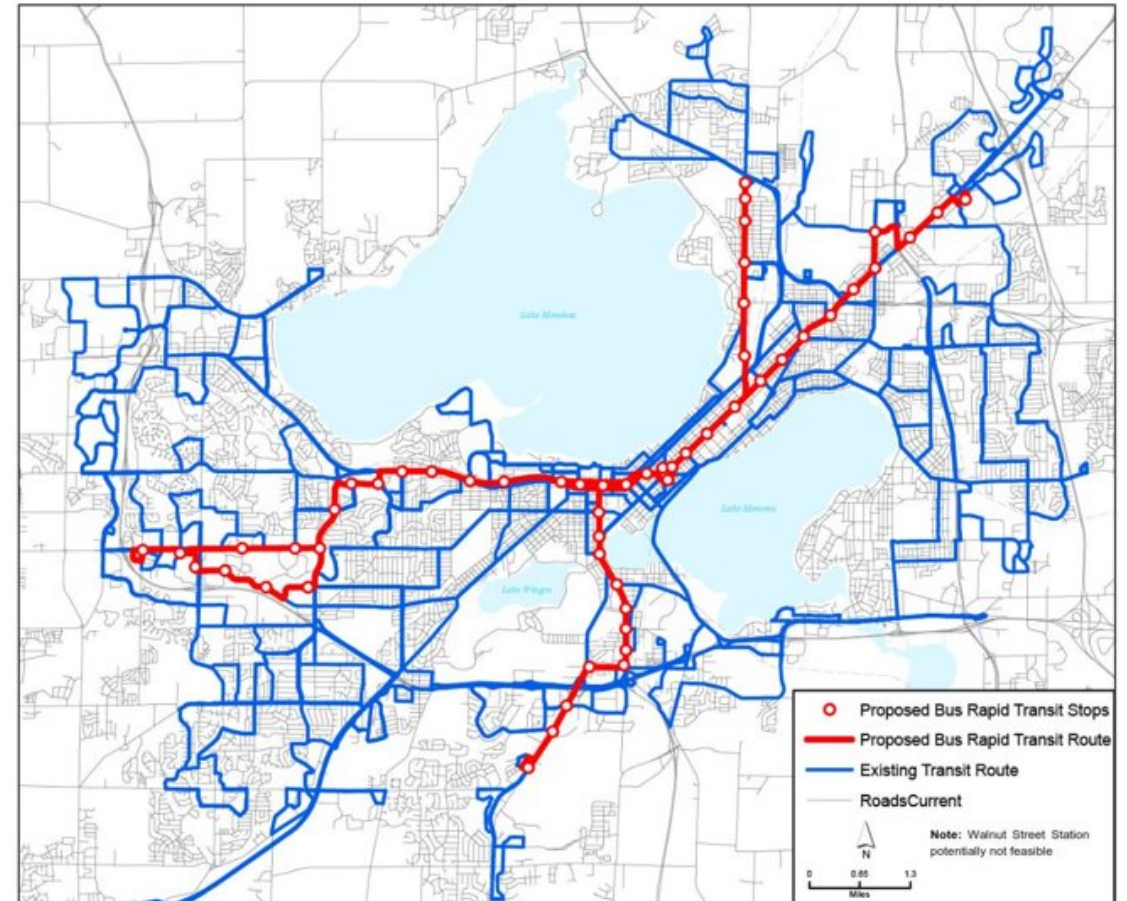 Lake Mendota
Lake Monona
Lake Wingra
Proposed Bus Rapid Transit Stops
Proposed Bus Rapid Transit Route
Existing Transit Route
RoadsCurrent
N
Note: Walnut Street Station
potentially not feasible
0 0.65 1.3
Miles